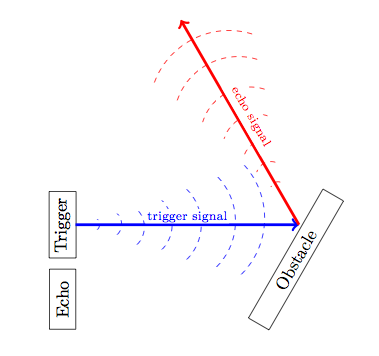 echo signal
trigger signal
Trigger
Echo
Obstacle